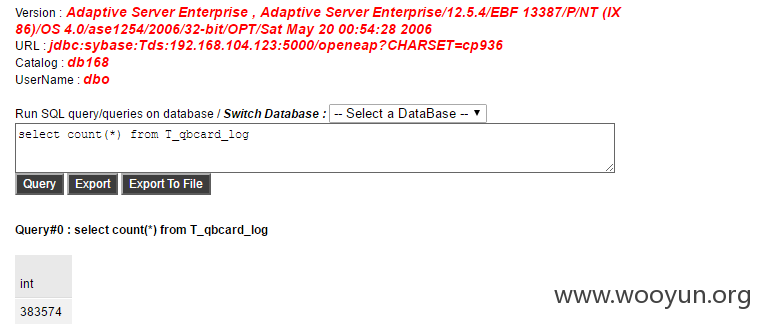 Version : Adaptive Server Enterprise , Adaptive Server Enterprise/12.5.4/EBF 13387/P/NT (IX
86)/OS 4.0/ase1254/2006/32-bit/OPT/Sat May 20 00:54:28 2006
URL : jdbc:sybase:Tds:192.168.104.123:5000/openeap?CHARSET=cp936
Catalog : db168
UserName : dbo
Run SQL query/queries on database / Switch Database : -- Select a DataBase --
select count(*) from T_qbcard_log
Query Export Export To File
Query#0 : select count(*) from T_qbcard_log
int
383574
www.wooyun.org